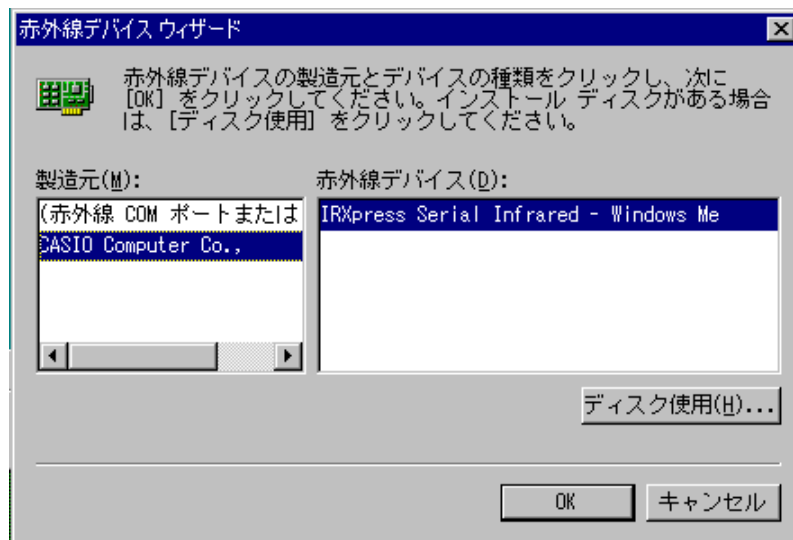 赤外線デバイス ウィザード
赤外線デバイスの製造元とデバイスの種類をクリックし、次に
[OK] をクリックしてください。インストール ディスクがある場合
は、[ディスク使用] をクリックしてください。
製造元(M):
(赤外線 COM ポートまたは
CASIO Computer Co.,
赤外線デバイス(D):
IRXpress Serial Infrared - Windows Me
ディスク使用(H)...
OK
キャンセル